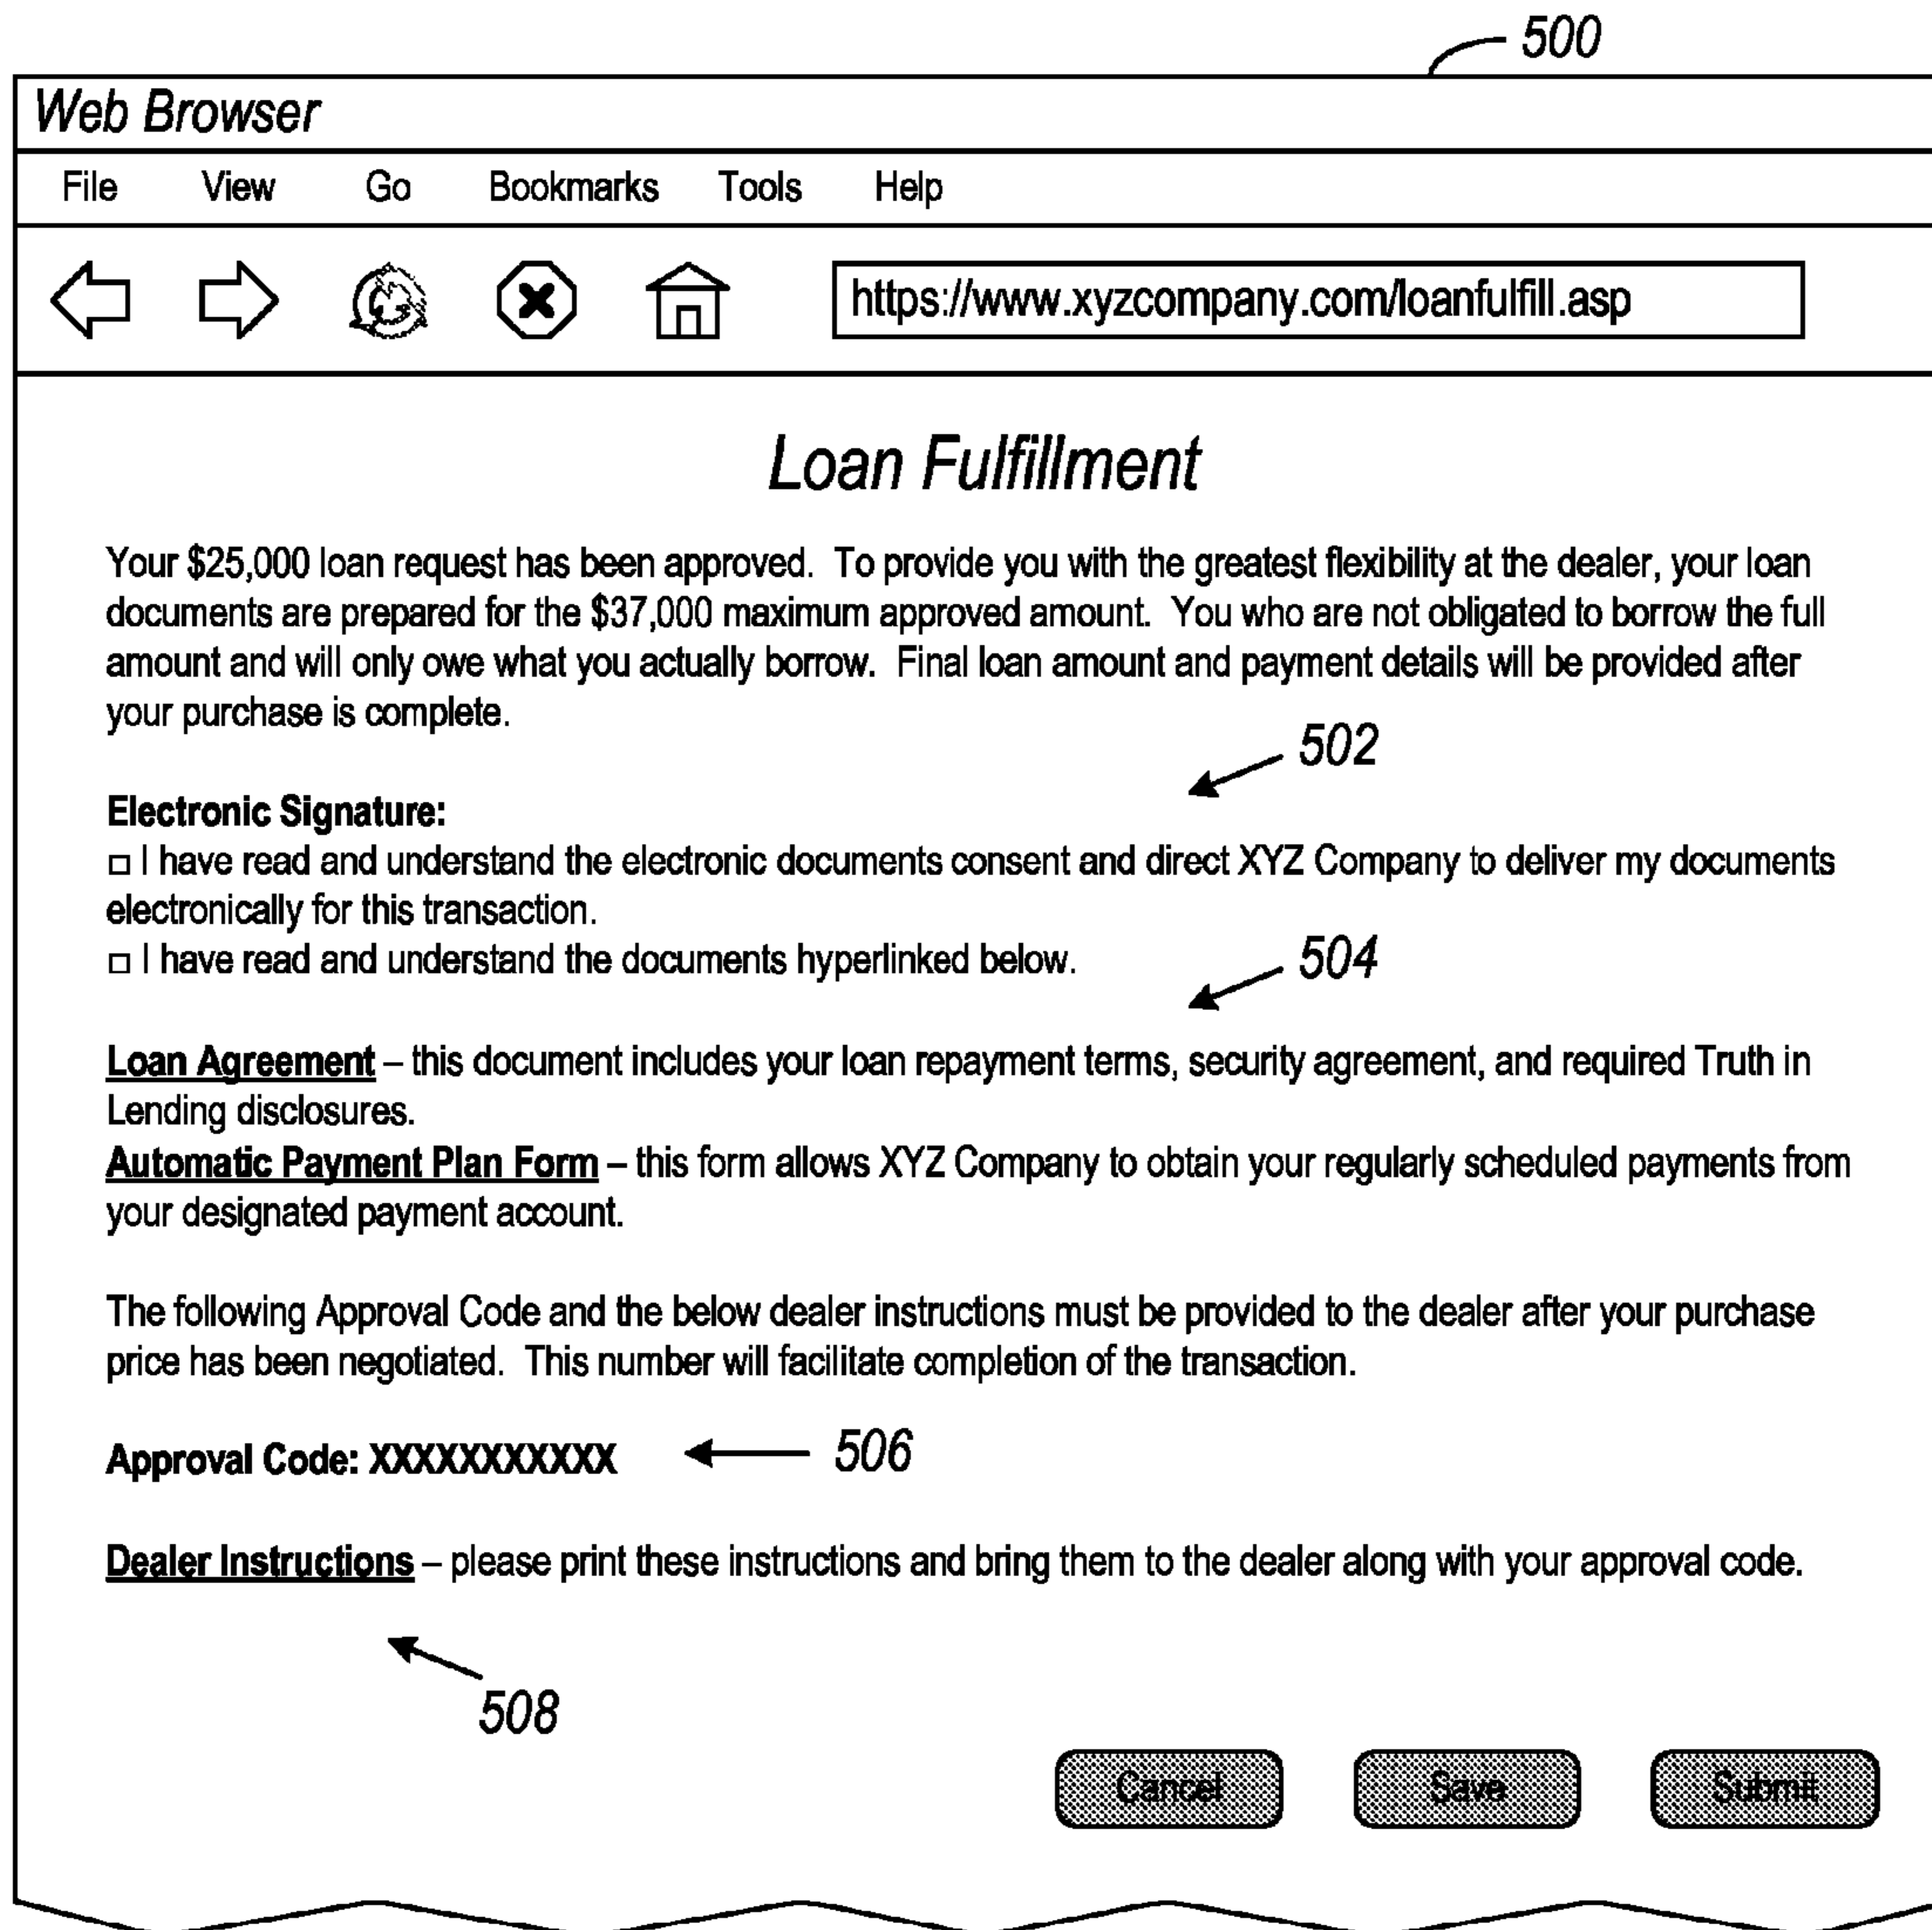 500
Web Browser
File View Go Bookmarks Tools Help
https://www.xyzcompany.com/loanfulfill.asp
Loan Fulfillment
Your $25,000 loan request has been approved. To provide you with the greatest flexibility at the dealer, your loan
documents are prepared for the $37,000 maximum approved amount. You who are not obligated to borrow the full
amount and will only owe what you actually borrow. Final loan amount and payment details will be provided after
your purchase is complete.
502
Electronic Signature:
□ I have read and understand the electronic documents consent and direct XYZ Company to deliver my documents
electronically for this transaction.
□ I have read and understand the documents hyperlinked below.
504
Loan Agreement – this document includes your loan repayment terms, security agreement, and required Truth in
Lending disclosures.
Automatic Payment Plan Form – this form allows XYZ Company to obtain your regularly scheduled payments from
your designated payment account.
The following Approval Code and the below dealer instructions must be provided to the dealer after your purchase
price has been negotiated. This number will facilitate completion of the transaction.
Approval Code: XXXXXXXXXXX 506
Dealer Instructions – please print these instructions and bring them to the dealer along with your approval code.
508
Cancel Save Submit